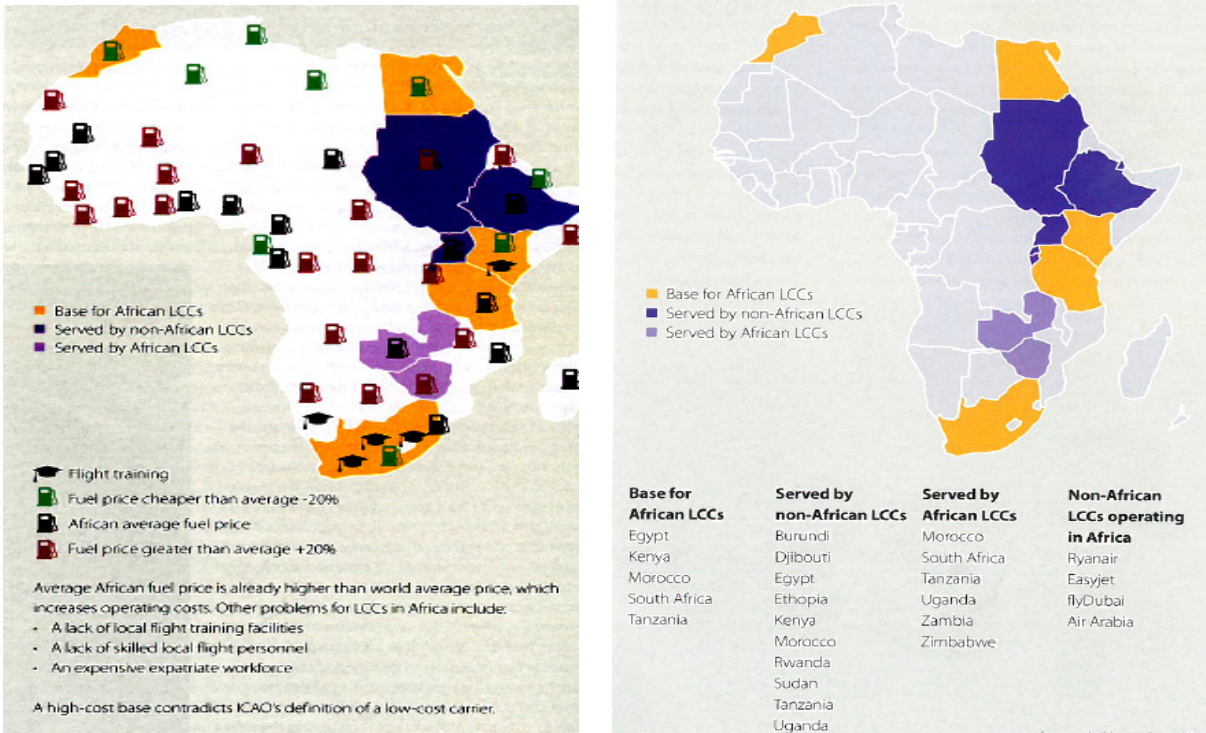 Base for African LCCs
Served by non-African LCCs
Served by African LCCs
Flight training
Fuel price cheaper than average -20%
African average fuel price
Fuel price greater than average +20%
Average African fuel price is already higher than world average price, which
increases operating costs. Other problems for LCCs in Africa include:
- A lack of local flight training facilities
- A lack of skilled local flight personnel
- An expensive expatriate workforce
A high-cost base contradicts ICAO's definition of a low-cost carrier.
Base for African LCCs
Served by non-African LCCs
Served by African LCCs
Base for
African LCCs
Egypt
Kenya
Morocco
South Africa
Tanzania
Served by
non-African LCCs
Burundi
Djibouti
Egypt
Ethopia
Kenya
Morocco
Rwanda
Sudan
Tanzania
Uganda
Served by
African LCCs
Morocco
South Africa
Tanzania
Uganda
Zambia
Zimbabwe
Non-African
LCCs operating
in Africa
Ryanair
Easyjet
flyDubai
Air Arabia